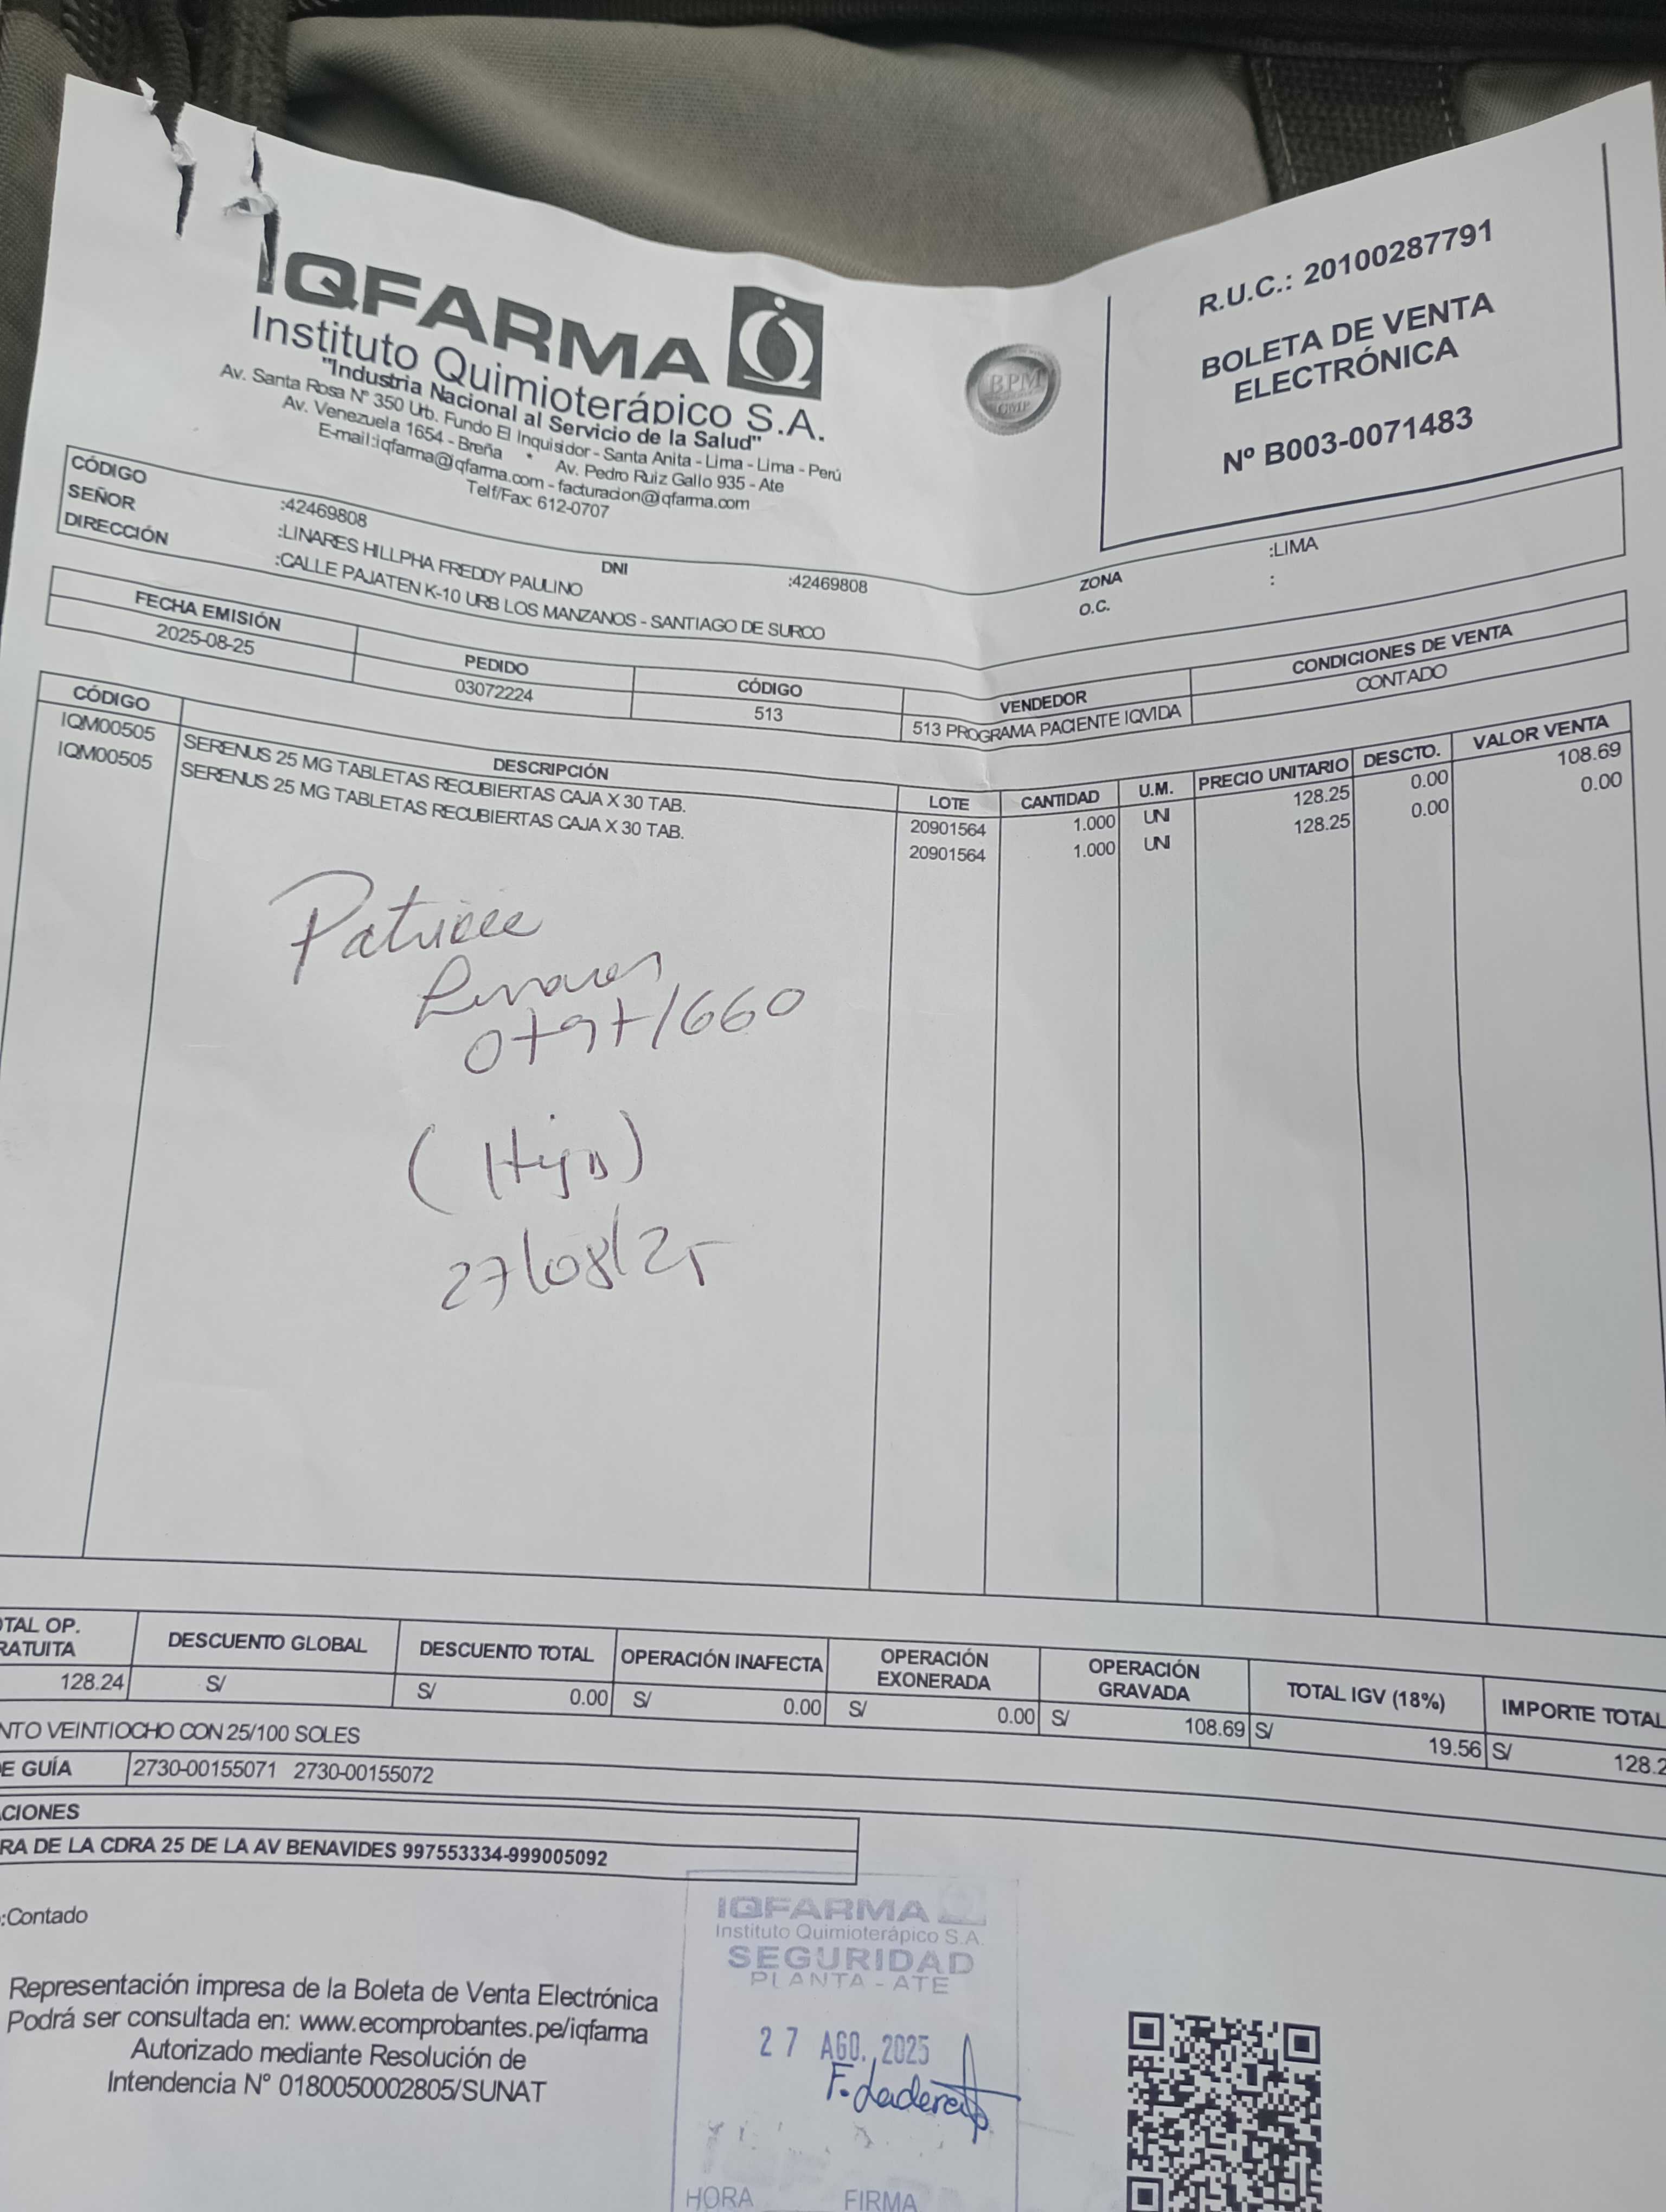 IQFARMA
Instituto Quimioterápico S.A.
"Industria Nacional al Servicio de la Salud"
Av. Santa Rosa N° 350 Urb. Fundo El Inquisidor - Santa Anita - Lima - Lima - Perú
Av. Venezuela 1654 - Breña * Av. Pedro Ruiz Gallo 935 - Ate
E-mail:iqfarma@iqfarma.com - facturacion@iqfarma.com
Telf/Fax: 612-0707
BPM
GMP
R.U.C.: 20100287791
BOLETA DE VENTA
ELECTRÓNICA
Nº B003-0071483
CÓDIGO :42469808
SEÑOR :LINARES HILLPHA FREDDY PAULINO DNI :42469808 ZONA :LIMA
DIRECCIÓN :CALLE PAJATEN K-10 URB LOS MANZANOS - SANTIAGO DE SURCO O.C. :
FECHA EMISIÓN PEDIDO CÓDIGO VENDEDOR CONDICIONES DE VENTA
2025-08-25 03072224 513 513 PROGRAMA PACIENTE IQVIDA CONTADO
CÓDIGO DESCRIPCIÓN LOTE CANTIDAD U.M. PRECIO UNITARIO DESCTO. VALOR VENTA
IQM00505 SERENUS 25 MG TABLETAS RECUBIERTAS CAJA X 30 TAB. 20901564 1.000 UNI 128.25 0.00 108.69
IQM00505 SERENUS 25 MG TABLETAS RECUBIERTAS CAJA X 30 TAB. 20901564 1.000 UNI 128.25 0.00 0.00
Linares
(Hijo)
27/08/25
OTAL OP.
RATUITA DESCUENTO GLOBAL DESCUENTO TOTAL OPERACIÓN INAFECTA OPERACIÓN EXONERADA OPERACIÓN GRAVADA TOTAL IGV (18%) IMPORTE TOTAL
128.24 S/ S/ 0.00 S/ 0.00 S/ 0.00 S/ 108.69 S/ 19.56 S/ 128.2
NTO VEINTIOCHO CON 25/100 SOLES
E GUÍA 2730-00155071 2730-00155072
ACIONES
RA DE LA CDRA 25 DE LA AV BENAVIDES 997553334-999005092
:Contado
Representación impresa de la Boleta de Venta Electrónica
Podrá ser consultada en: www.ecomprobantes.pe/iqfarma
Autorizado mediante Resolución de
Intendencia N° 0180050002805/SUNAT
IQFARMA
Instituto Quimioterápico S.A.
SEGURIDAD
PLANTA - ATE
27 AGO. 2025
HORA FIRMA